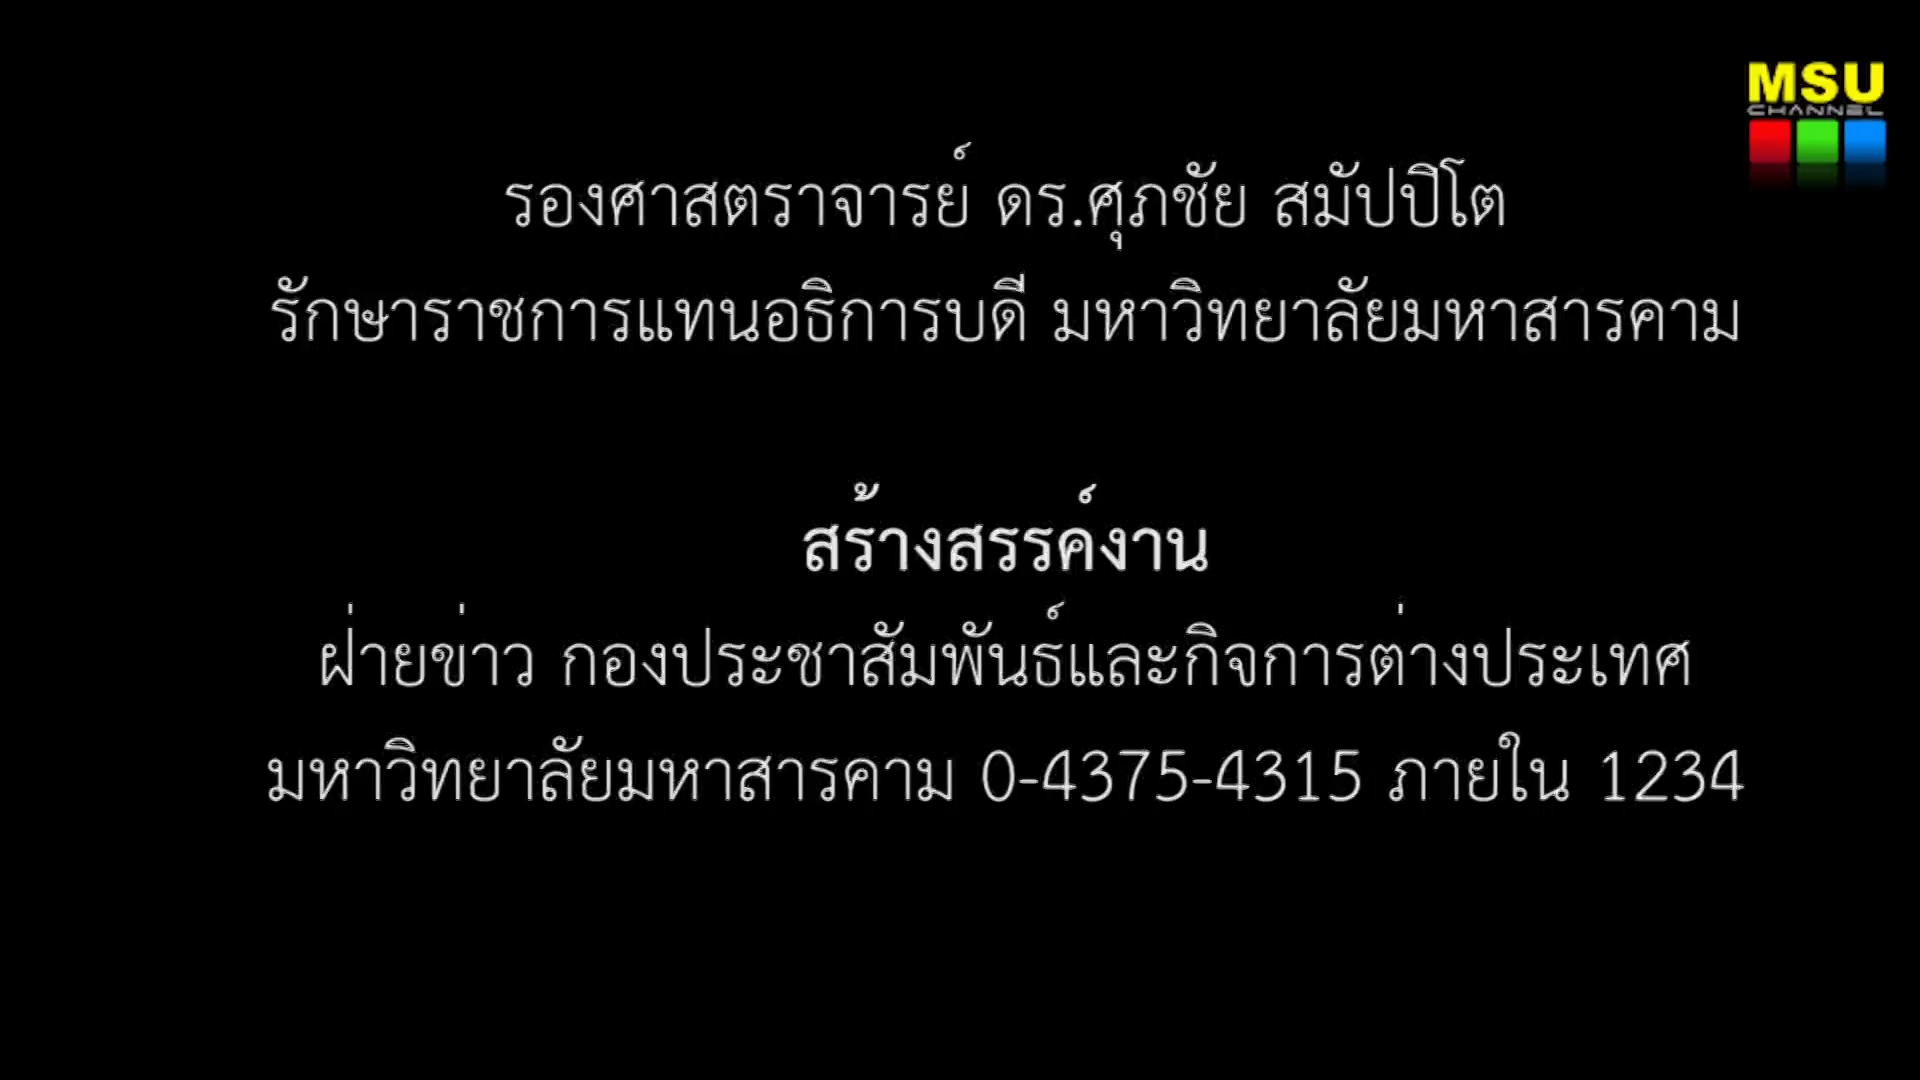 MSU
CHANNEL
รองศาสตราจารย์ ดร.ศุภชัย สมัปปิโต
รักษาราชการแทนอธิการบดี มหาวิทยาลัยมหาสารคาม
สร้างสรรค์งาน
ฝ่ายข่าว กองประชาสัมพันธ์และกิจการต่างประเทศ
มหาวิทยาลัยมหาสารคาม 0-4375-4315 ภายใน 1234